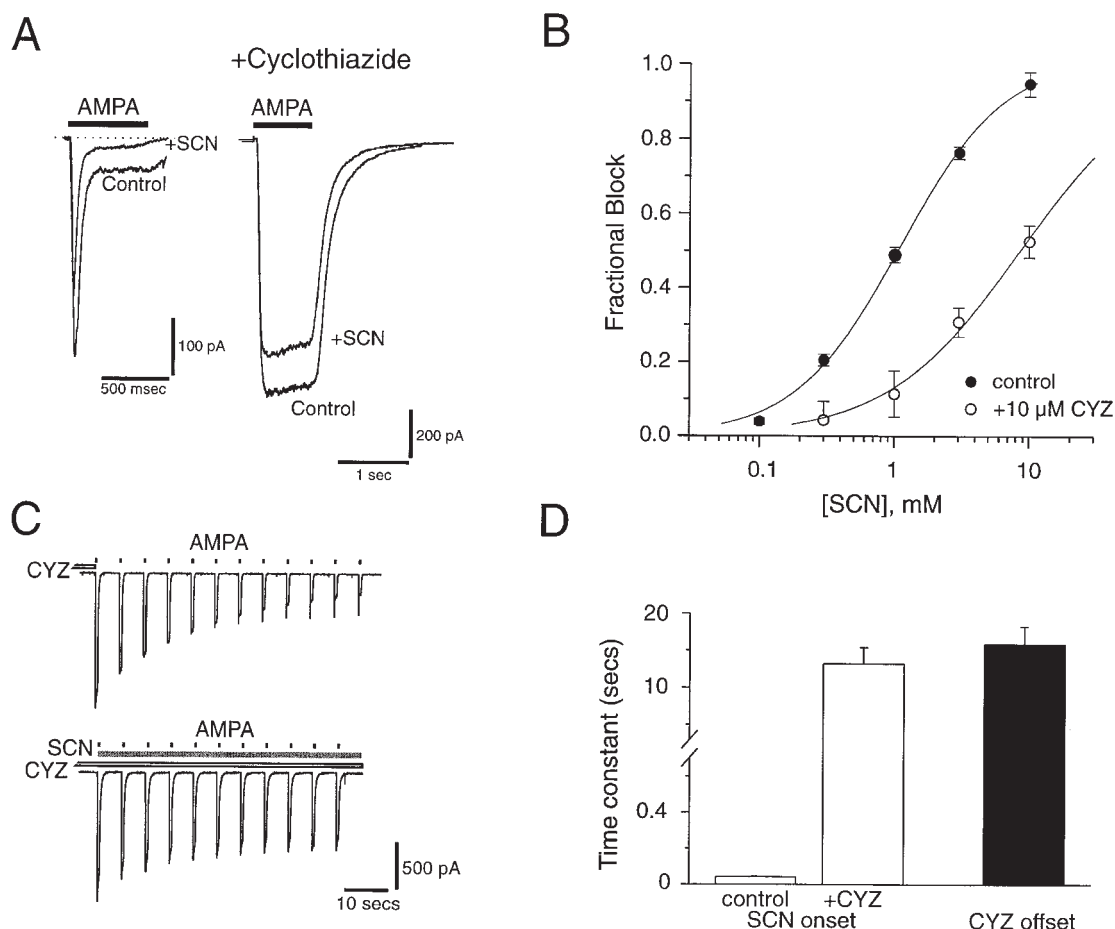 A
+Cyclothiazide
AMPA
AMPA
+SCN
Control
+SCN
Control
100 pA
500 msec
200 pA
1 sec
B
1.0
0.8
0.6
0.4
0.2
0.0
Fractional Block
control
+10 µM CYZ
0.1
1
10
[SCN], mM
C
AMPA
CYZ
AMPA
SCN
CYZ
500 pA
10 secs
D
20
10
0.4
0
Time constant (secs)
control
+CYZ
SCN onset
CYZ offset